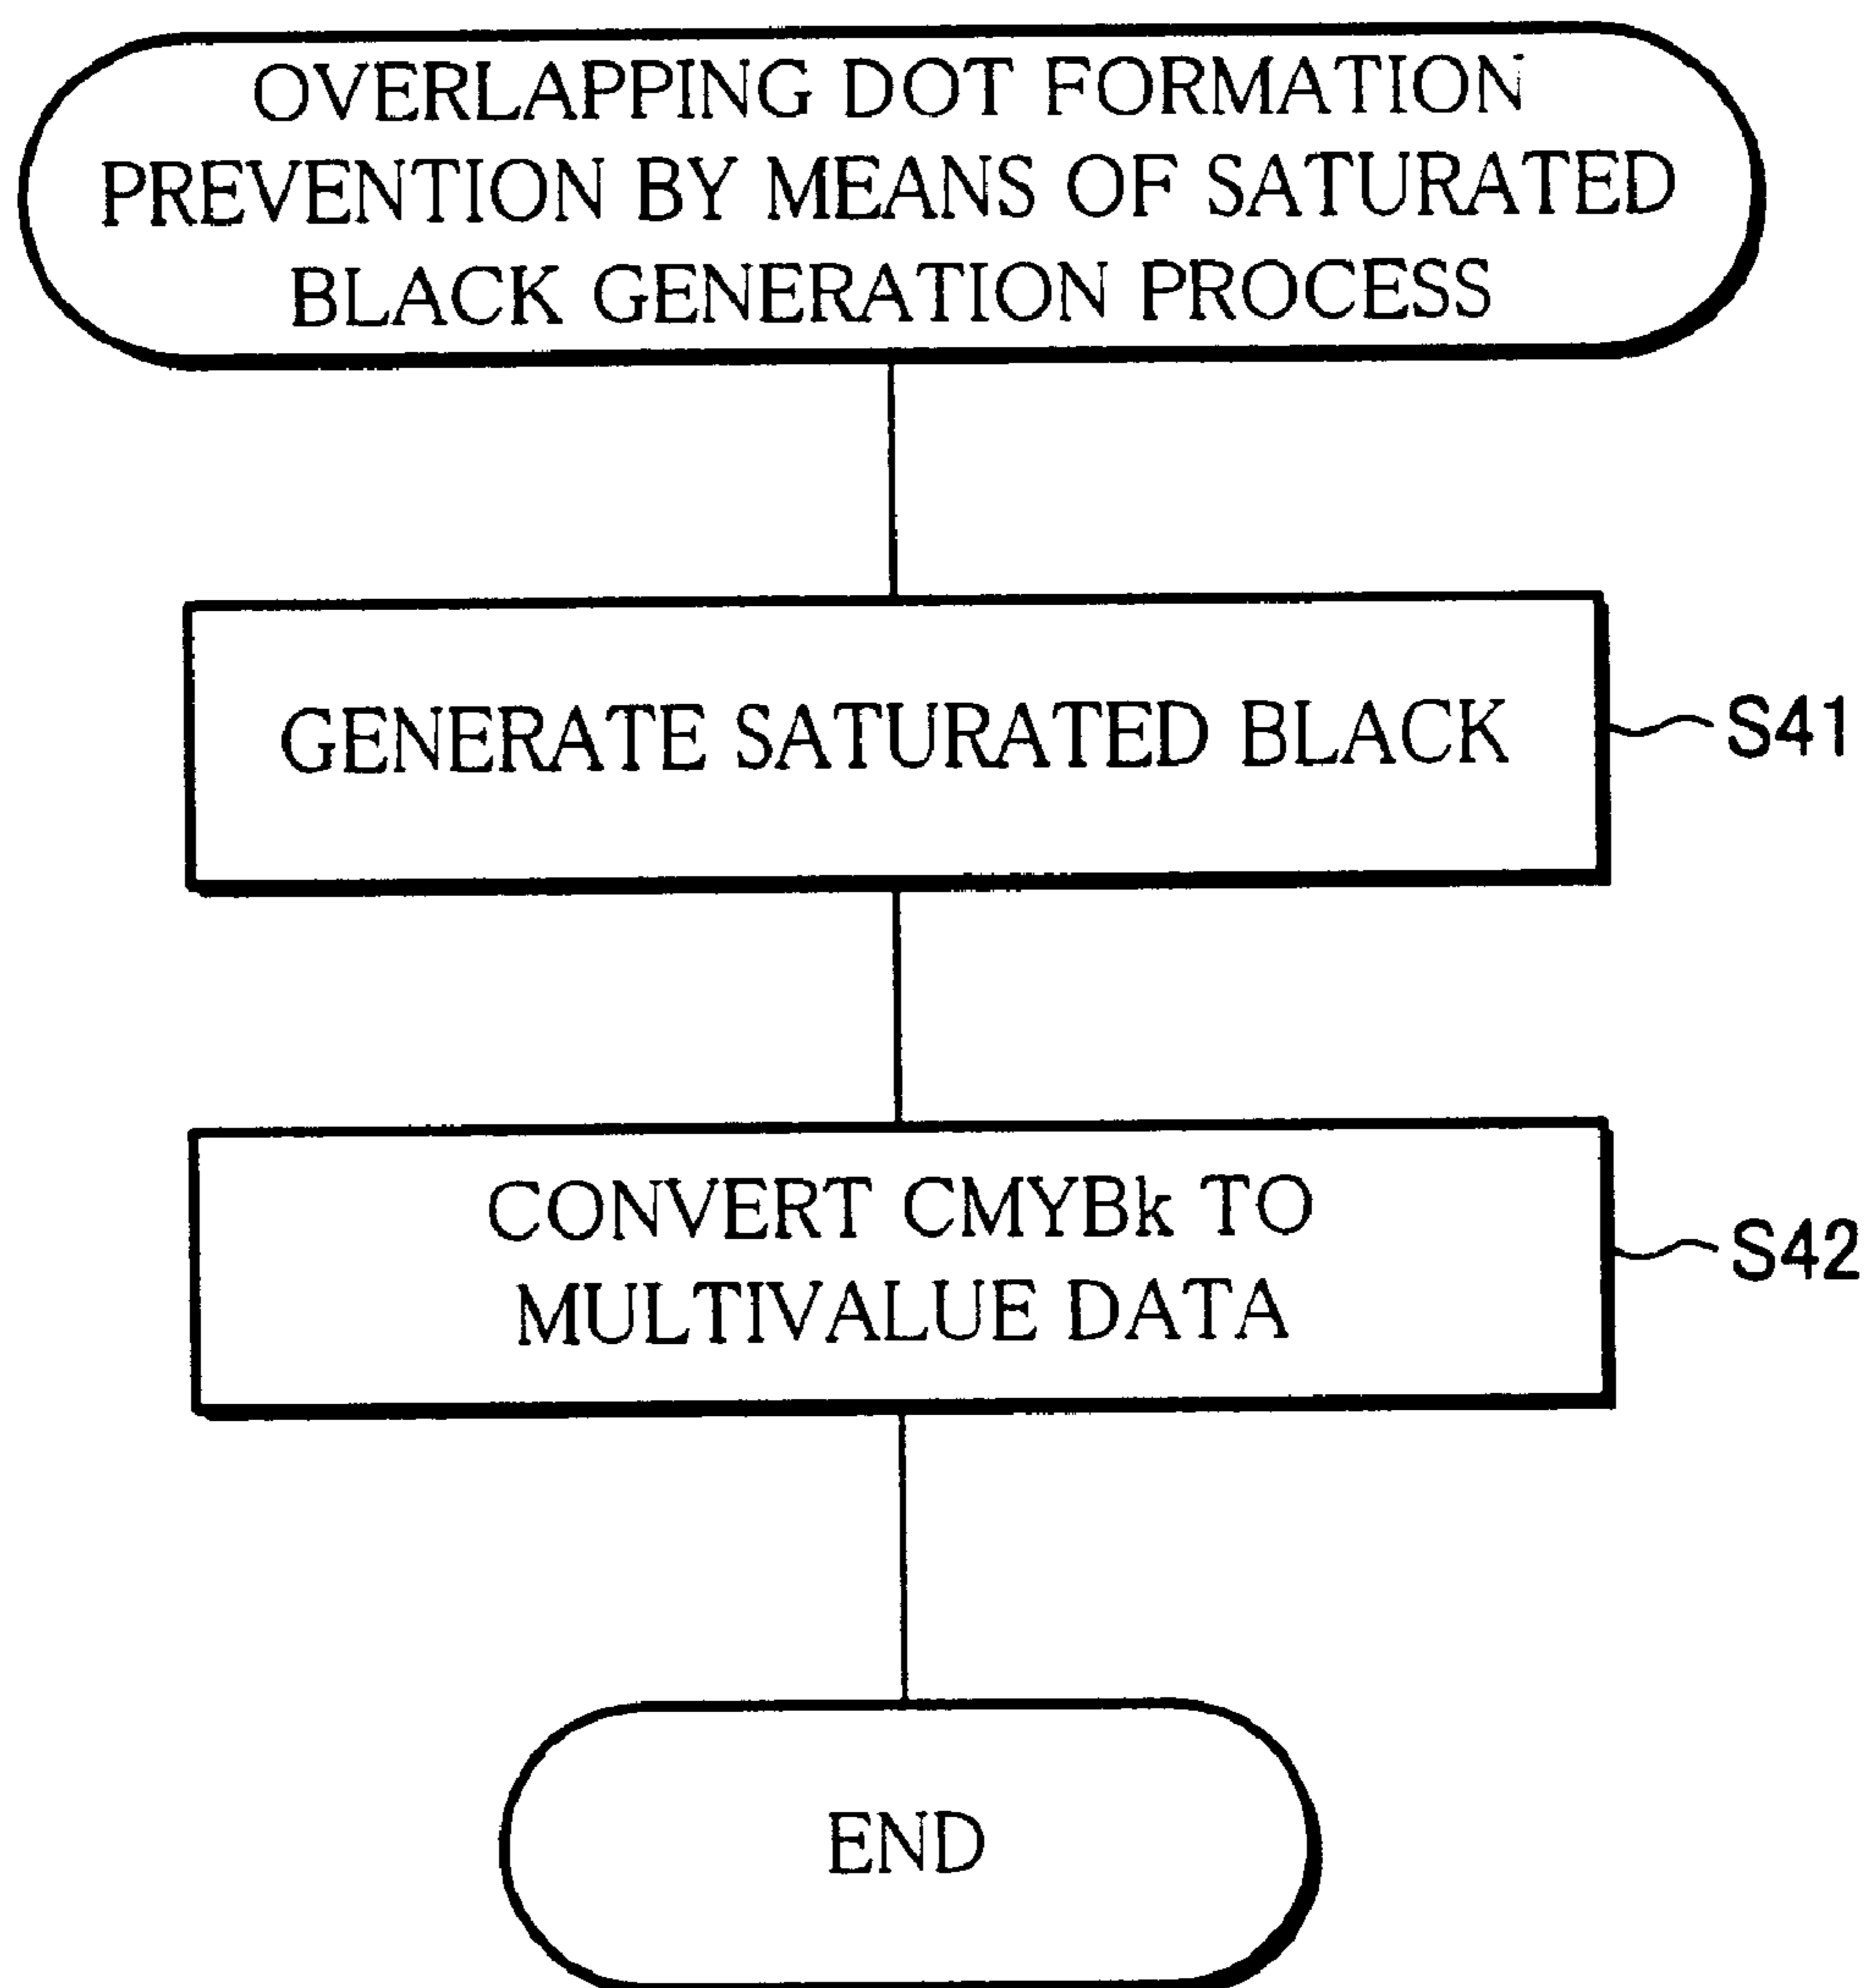 OVERLAPPING DOT FORMATION
PREVENTION BY MEANS OF SATURATED
BLACK GENERATION PROCESS
GENERATE SATURATED BLACK
S41
CONVERT CMYBk TO
MULTIVALUE DATA
S42
END